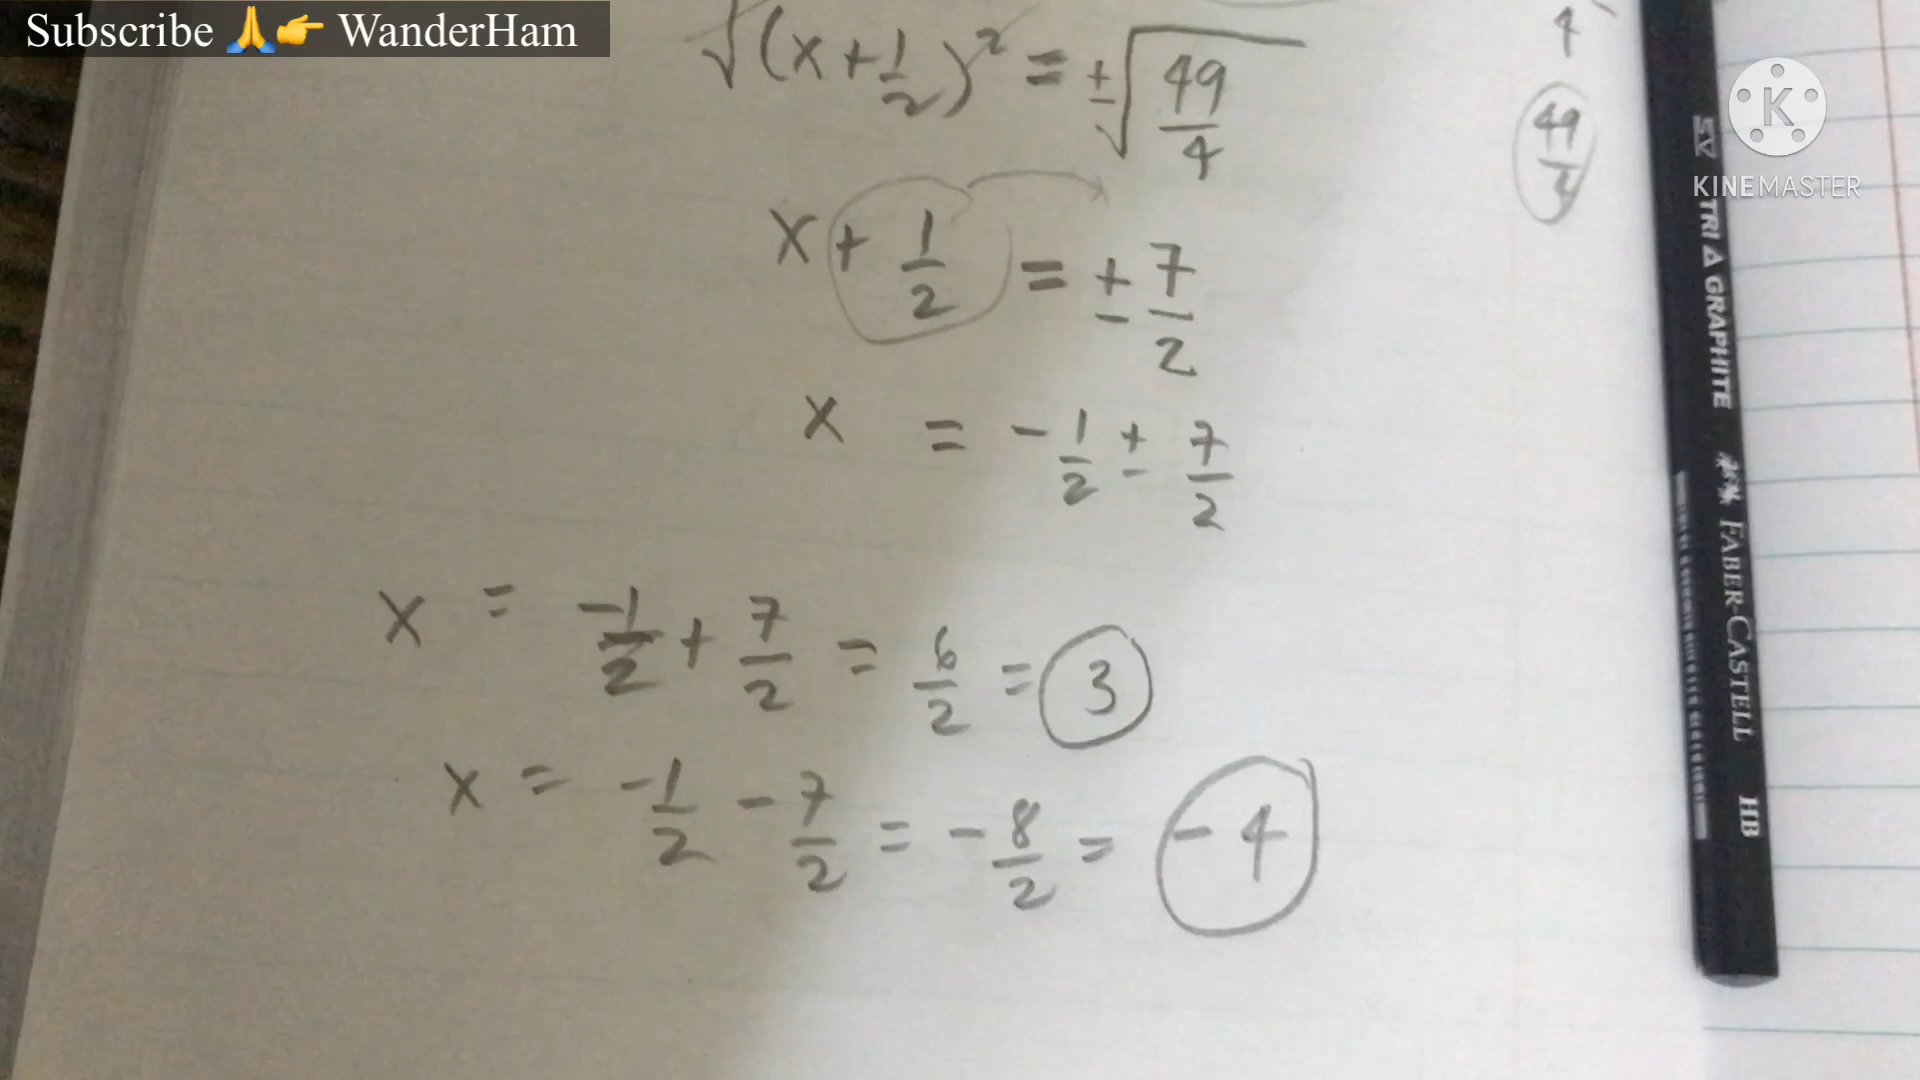 Subscribe 🙏👉 WanderHam
√(x + 1/2)² = ± √49/4
4
49/4
KINEMASTER
x + 1/2 = ± 7/2
x = - 1/2 ± 7/2
x = -1/2 + 7/2 = 6/2 = 3
x = -1/2 - 7/2 = - 8/2 = - 4
TRI GRAPHITE FABER-CASTELL HB